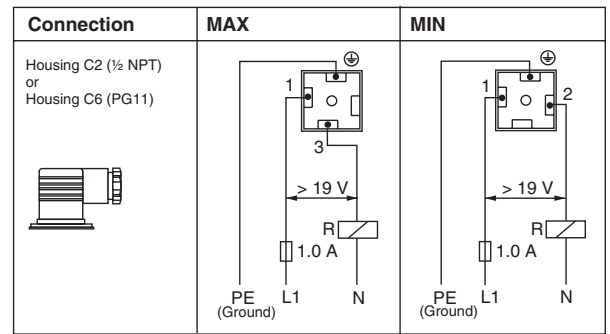 Connection MAX MIN
Housing C2 (½ NPT)
or
Housing C6 (PG11)
1
3
> 19 V
R
1.0 A
PE L1 N
(Ground)
1 2
> 19 V
R
1.0 A
PE L1 N
(Ground)